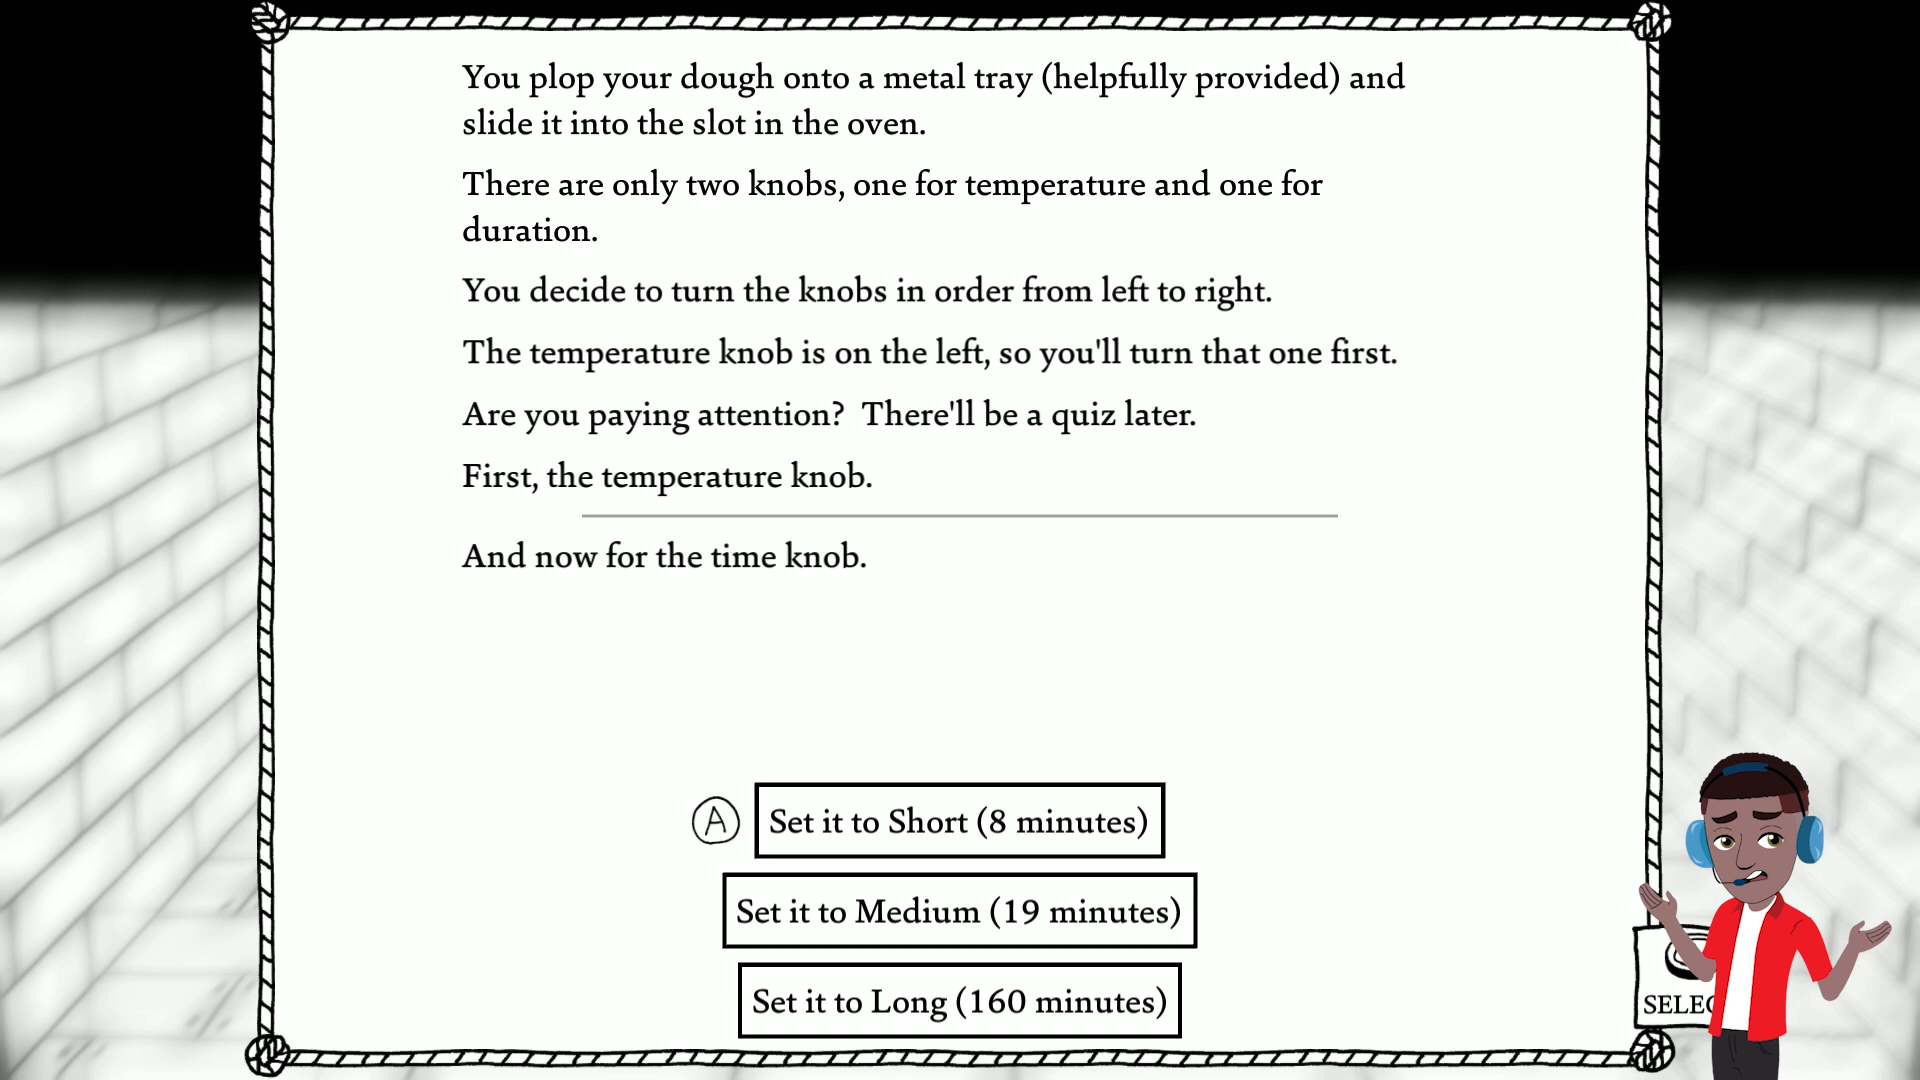 You plop your dough onto a metal tray (helpfully provided) and
slide it into the slot in the oven.
There are only two knobs, one for temperature and one for
duration.
You decide to turn the knobs in order from left to right.
The temperature knob is on the left, so you'll turn that one first.
Are you paying attention?  There'll be a quiz later.
First, the temperature knob.
And now for the time knob.
A Set it to Short (8 minutes)
Set it to Medium (19 minutes)
Set it to Long (160 minutes)